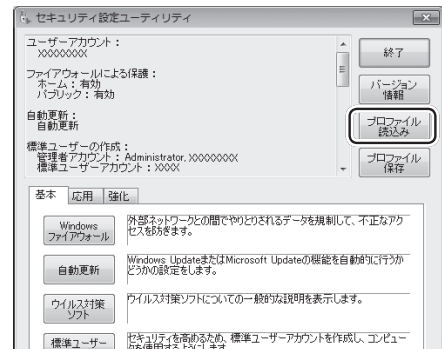 セキュリティ設定ユーティリティ
ユーザーアカウント：
XXXXXXXX
ファイアウォールによる保護：
ホーム：有効
パブリック：有効
自動更新：
自動更新
標準ユーザーの作成：
管理者アカウント：Administrator, XXXXXXXX
標準ユーザーアカウント：XXXX
終了
バージョン
情報
プロファイル
読込み
プロファイル
保存
基本
応用
強化
Windows
ファイアウォール
外部ネットワークとの間でやりとりされるデータを規制して、不正なアク
セスを防ぎます。
自動更新
Windows UpdateまたはMicrosoft Updateの機能を自動的に行うか
どうかの設定をします。
ウイルス対策
ソフト
ウイルス対策ソフトについての一般的な説明を表示します。
標準ユーザー
セキュリティを高めるため、標準ユーザーアカウントを作成し、コンピュー
タを使用するようにします。